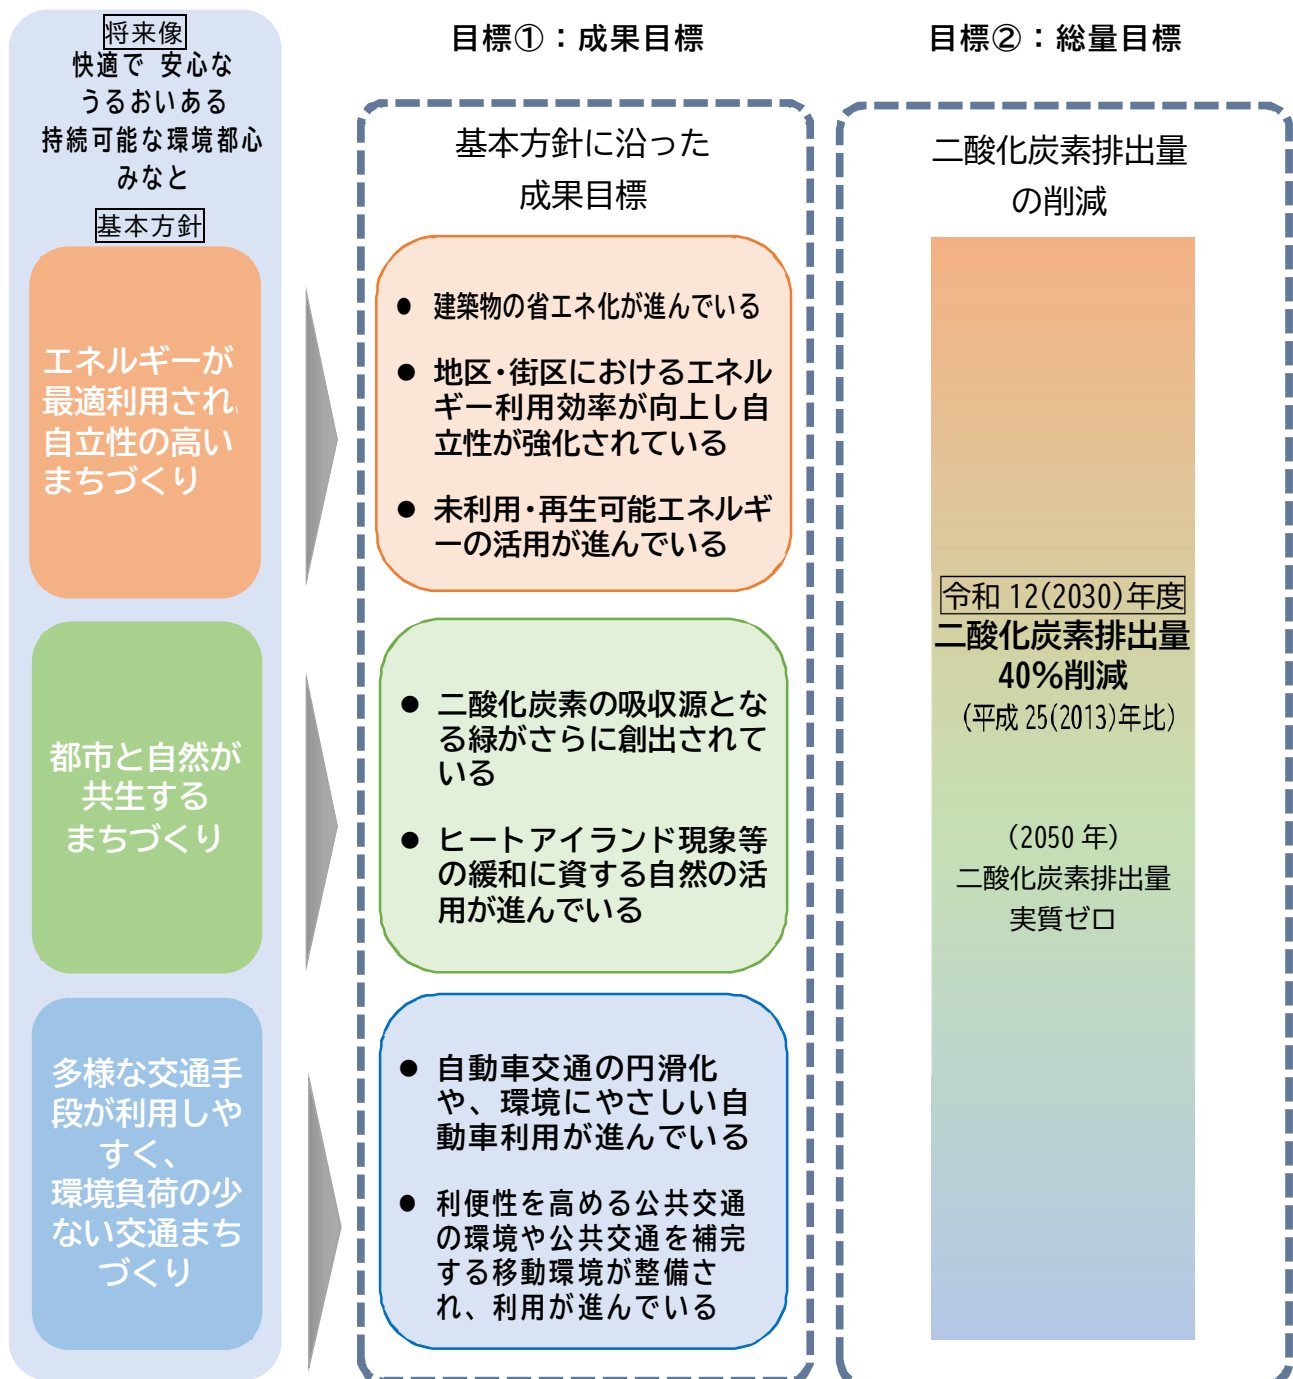 将来像
快適で 安心な
うるおいある
持続可能な環境都心
みなと
基本方針
エネルギーが
最適利用され、
自立性の高い
まちづくり
都市と自然が
共生する
まちづくり
多様な交通手
段が利用しや
すく、
環境負荷の少
ない交通まち
づくり
目標①：成果目標
基本方針に沿った
成果目標
● 建築物の省エネ化が進んでいる
● 地区・街区におけるエネル
ギー利用効率が向上し自
立性が強化されている
● 未利用・再生可能エネルギ
ーの活用が進んでいる
● 二酸化炭素の吸収源とな
る緑がさらに創出されて
いる
● ヒートアイランド現象等
の緩和に資する自然の活
用が進んでいる
● 自動車交通の円滑化
や、環境にやさしい自
動車利用が進んでいる
● 利便性を高める公共交通
の環境や公共交通を補完
する移動環境が整備さ
れ、利用が進んでいる
目標②：総量目標
二酸化炭素排出量
の削減
令和 12(2030)年度
二酸化炭素排出量
40%削減
(平成 25(2013)年比)
(2050 年)
二酸化炭素排出量
実質ゼロ